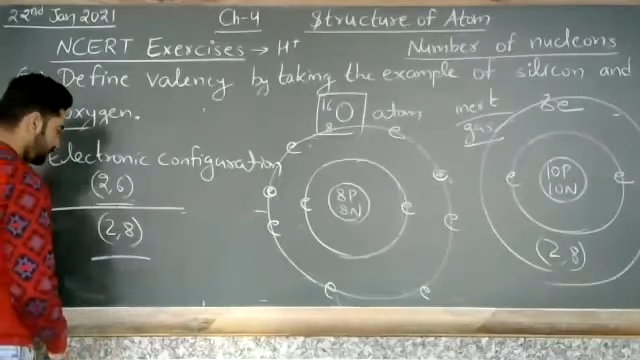 22nd Jan 2021
Ch-4
Structure of Atom
NCERT Exercises → H+
Number of nucleons
Define valency by taking the example of silicon and
oxygen.
16
8
O
atom
inert
gas
8e
Electronic configuration
(2,6)
(2,8)
8P
8N
10P
10N
(2,8)
e
e
e
e
e
e
e
e
e
e
e
e